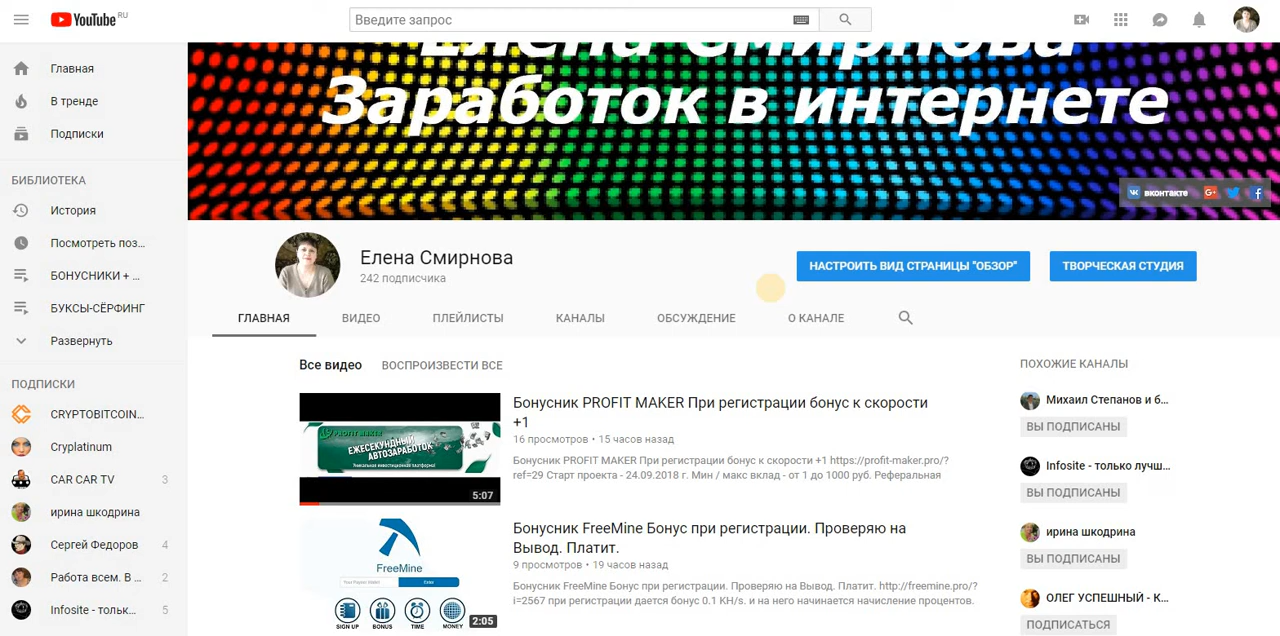 YouTube RU
Введите запрос
Главная
В тренде
Подписки
БИБЛИОТЕКА
История
Посмотреть поз...
БОНУСНИКИ + ...
БУКСЫ-СЁРФИНГ
Развернуть
ПОДПИСКИ
CRYPTOBITCOIN...
Cryplatinum
CAR CAR TV 3
ирина шкодрина
Сергей Федоров 4
Работа всем. В ... 2
Infosite - тольк... 5
Елена Смирнова
Заработок в интернете
вконтакте
Елена Смирнова
242 подписчика
НАСТРОИТЬ ВИД СТРАНИЦЫ "ОБЗОР"
ТВОРЧЕСКАЯ СТУДИЯ
ГЛАВНАЯ ВИДЕО ПЛЕЙЛИСТЫ КАНАЛЫ ОБСУЖДЕНИЕ О КАНАЛЕ
Все видео ВОСПРОИЗВЕСТИ ВСЕ
PROFIT MAKER
ЕЖЕСЕКУНДНЫЙ
АВТОЗАРАБОТОК
Уникальная инвестиционная платформа!
5:07
Бонусник PROFIT MAKER При регистрации бонус к скорости
+1
16 просмотров • 15 часов назад
Бонусник PROFIT MAKER При регистрации бонус к скорости +1 https://profit-maker.pro/?
ref=29 Старт проекта - 24.09.2018 г. Мин / макс вклад - от 1 до 1000 руб. Реферальная
FreeMine
Enter
SIGN UP BONUS TIME MONEY
2:05
Бонусник FreeMine Бонус при регистрации. Проверяю на
Вывод. Платит.
9 просмотров • 19 часов назад
Бонусник FreeMine Бонус при регистрации. Проверяю на Вывод. Платит. http://freemine.pro/?
i=2567 при регистрации дается бонус 0.1 KH/s. и на него начинается начисление процентов.
ПОХОЖИЕ КАНАЛЫ
Михаил Степанов и б...
ВЫ ПОДПИСАНЫ
Infosite - только лучш...
ВЫ ПОДПИСАНЫ
ирина шкодрина
ВЫ ПОДПИСАНЫ
ОЛЕГ УСПЕШНЫЙ - К...
ПОДПИСАТЬСЯ